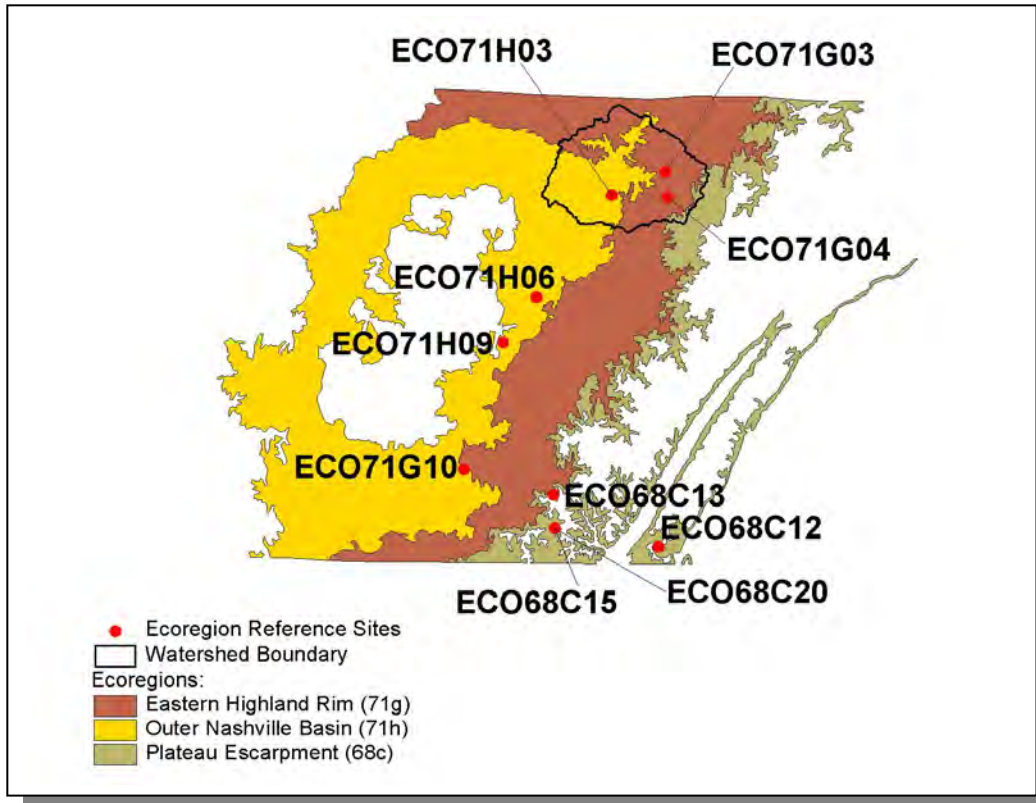 ECO71H03
ECO71G03
ECO71G04
ECO71H06
ECO71H09
ECO71G10
ECO68C13
ECO68C12
ECO68C15
ECO68C20
Ecoregion Reference Sites
Watershed Boundary
Ecoregions:
Eastern Highland Rim (71g)
Outer Nashville Basin (71h)
Plateau Escarpment (68c)